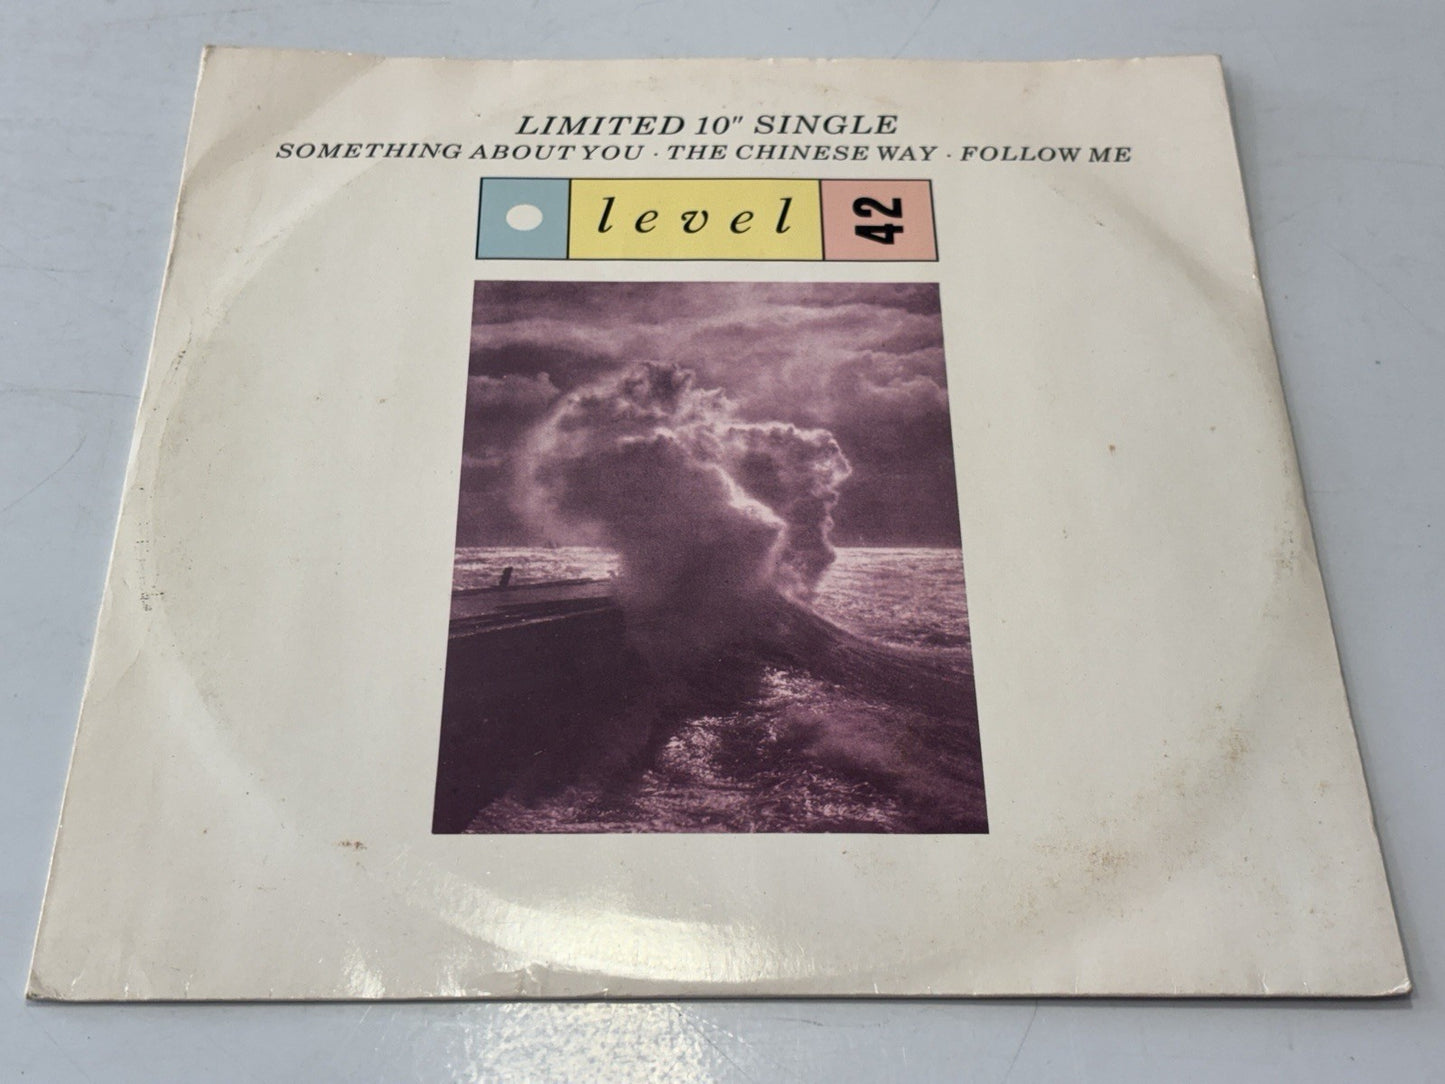 LIMITED 10" SINGLE
SOMETHING ABOUT YOU · THE CHINESE WAY · FOLLOW ME
level 42